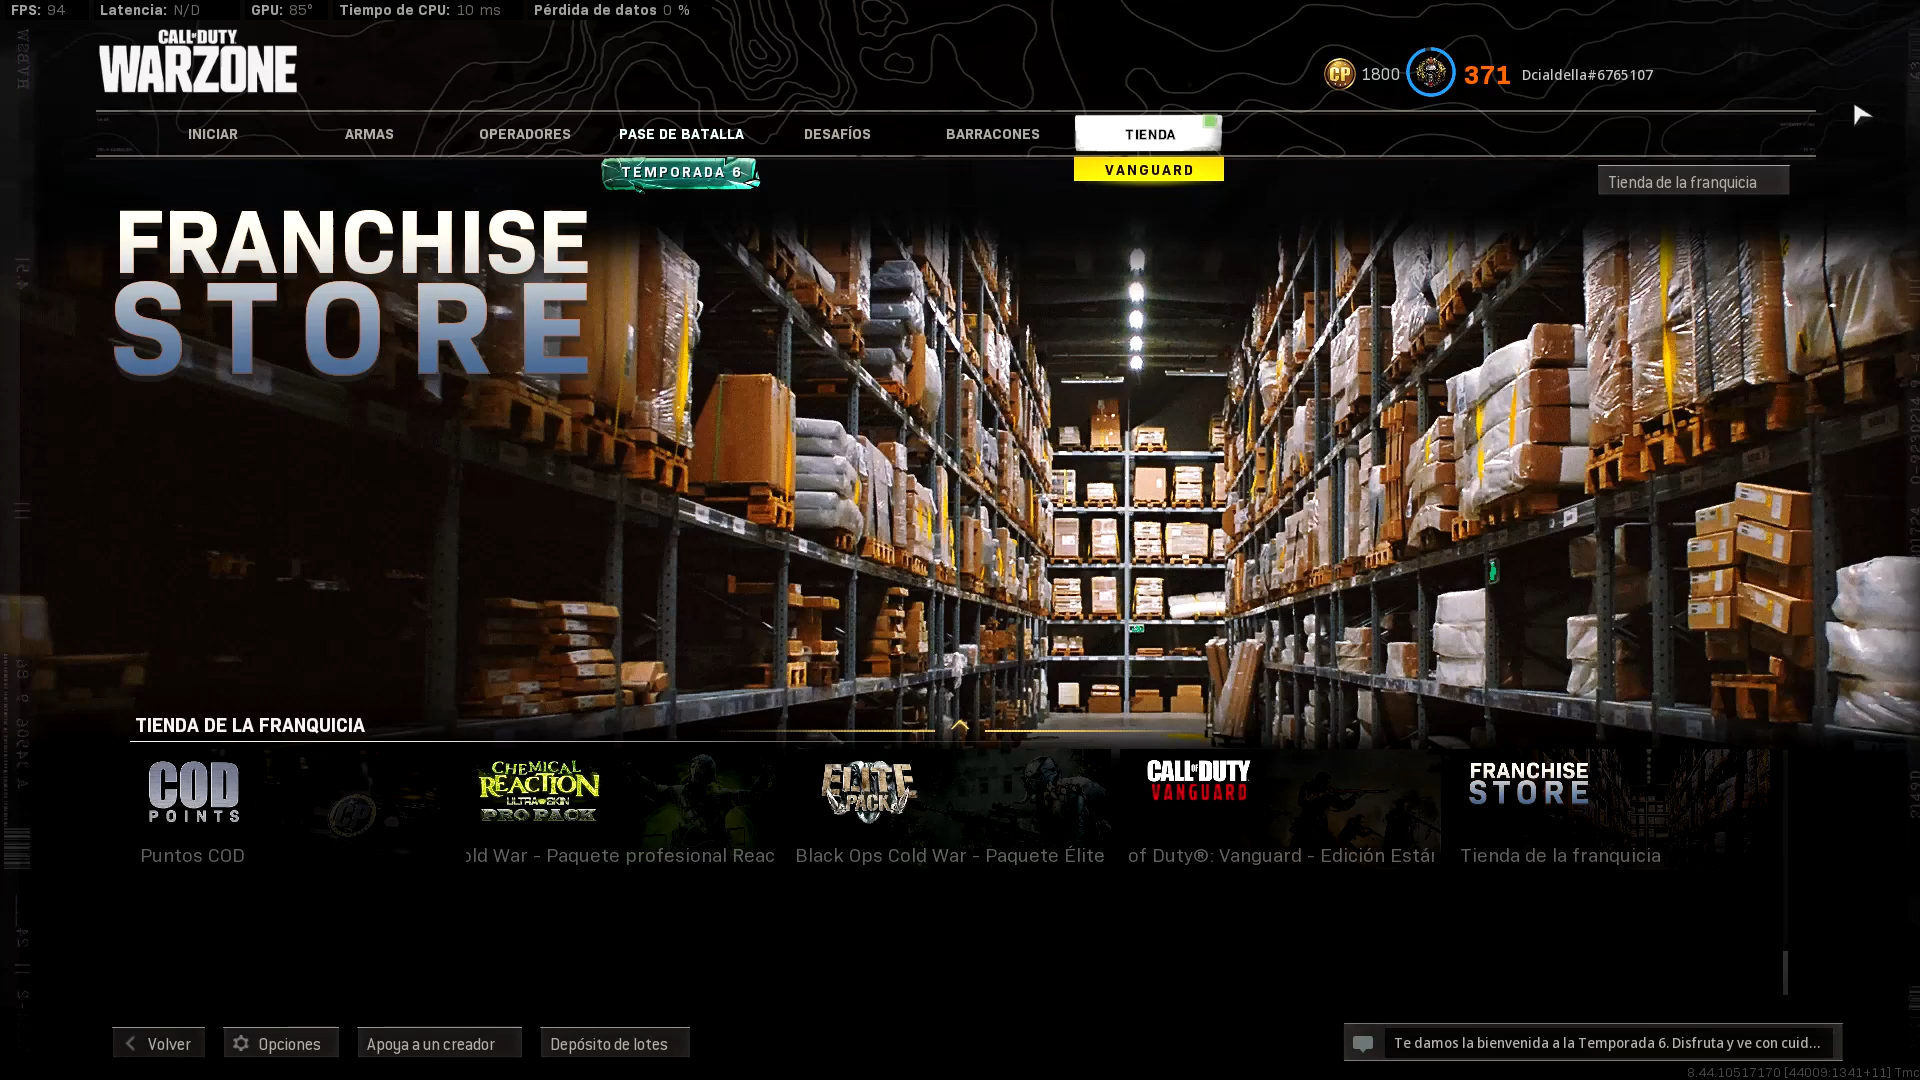 FPS: 94 Latencia: N/D GPU: 85° Tiempo de CPU: 10 ms Pérdida de datos 0 %
CALL OF DUTY
WARZONE
CP 1800 371 Dcialdella#6765107
INICIAR ARMAS OPERADORES PASE DE BATALLA DESAFÍOS BARRACONES TIENDA
TEMPORADA 6 VANGUARD
Tienda de la franquicia
FRANCHISE
STORE
TIENDA DE LA FRANQUICIA
COD
POINTS
CHEMICAL
REACTION
ULTRA SKIN
PRO PACK
ELITE
PACK
CALL OF DUTY
VANGUARD
FRANCHISE
STORE
Puntos COD
old War - Paquete profesional Reac
Black Ops Cold War - Paquete Élite
of Duty®: Vanguard - Edición Están
Tienda de la franquicia
Volver Opciones Apoya a un creador Depósito de lotes
Te damos la bienvenida a la Temporada 6. Disfruta y ve con cuid...
8.44.10517170 [44009:1341+11] Tmc